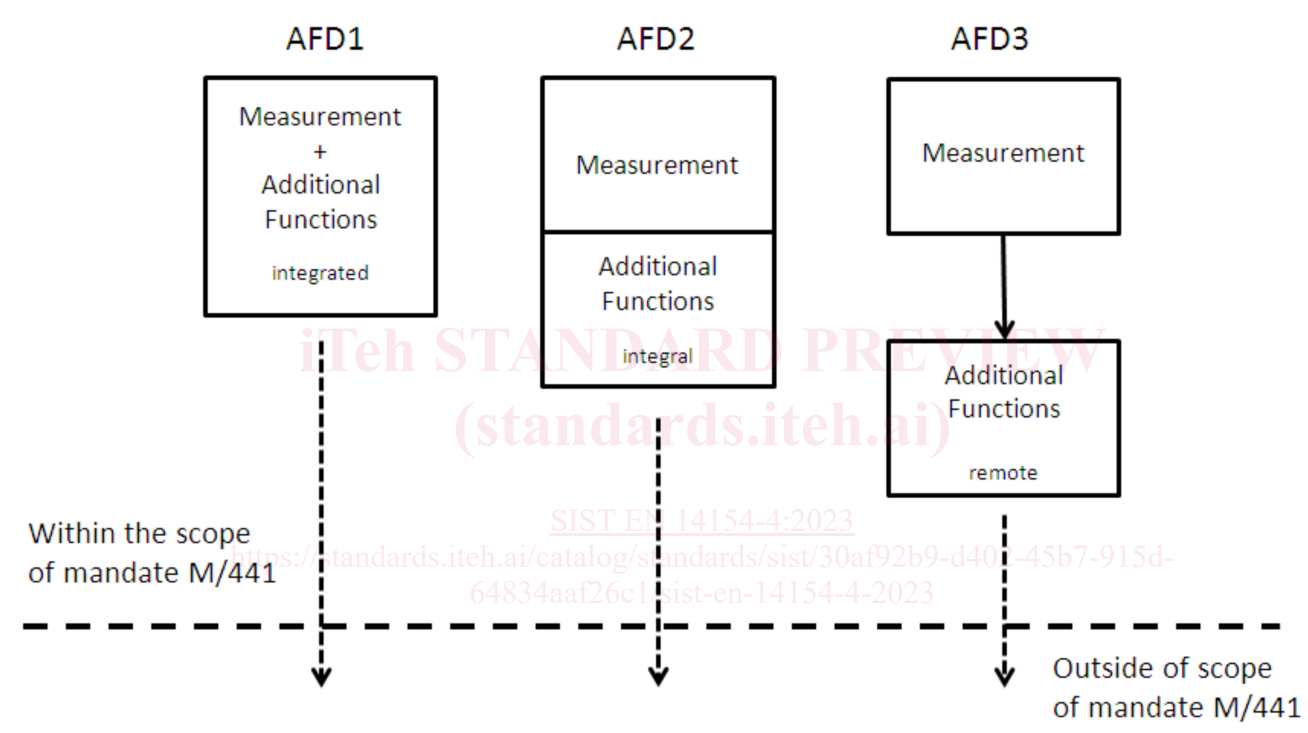 AFD1
AFD2
AFD3
Measurement
+
Additional
Functions
integrated
Measurement
Additional
Functions
integral
Measurement
Additional
Functions
remote
iTeh STANDARD PREVIEW
(standards.iteh.ai)
SIST EN 14154-4:2023
https://standards.iteh.ai/catalog/standards/sist/30af92b9-d402-45b7-915d-
64834aaf26c1/sist-en-14154-4-2023
Within the scope
of mandate M/441
Outside of scope
of mandate M/441